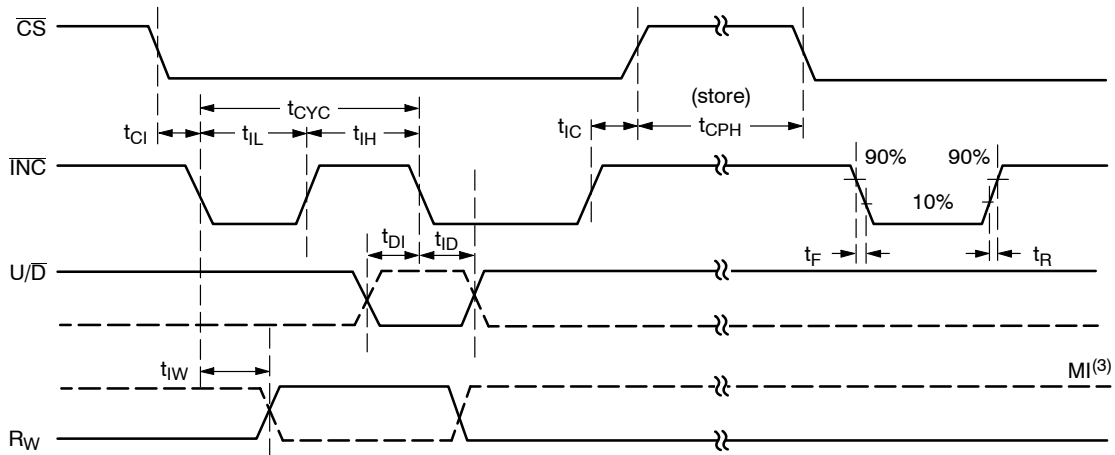 CS
(store)
tCYC
tCI tIL tIH tIC tCPH
INC
90% 90%
10%
tDI tID
tF tR
U/D
tIW
MI(3)
RW